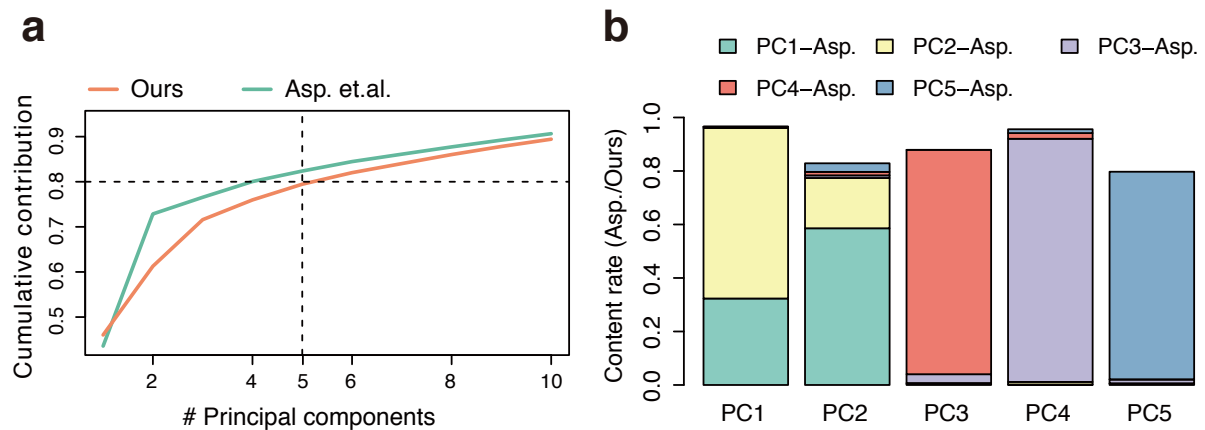 a
Ours
Asp. et.al.
Cumulative contribution
0.9
0.8
0.7
0.6
0.5
2
4
5
6
8
10
# Principal components
b
PC1–Asp.
PC2–Asp.
PC3–Asp.
PC4–Asp.
PC5–Asp.
Content rate (Asp./Ours)
1.0
0.8
0.6
0.4
0.2
0.0
PC1
PC2
PC3
PC4
PC5